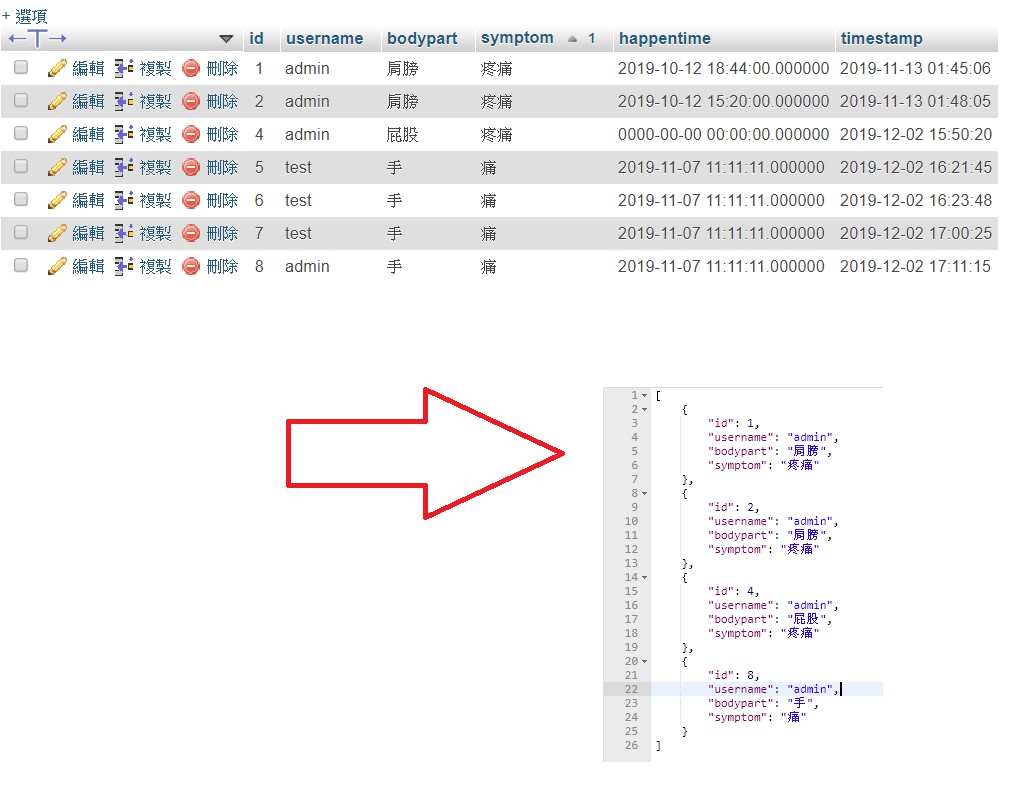 + 選項
←T→ id username bodypart symptom 1 happentime timestamp
編輯 複製 刪除 1 admin 肩膀 疼痛 2019-10-12 18:44:00.000000 2019-11-13 01:45:06
編輯 複製 刪除 2 admin 肩膀 疼痛 2019-10-12 15:20:00.000000 2019-11-13 01:48:05
編輯 複製 刪除 4 admin 屁股 疼痛 0000-00-00 00:00:00.000000 2019-12-02 15:50:20
編輯 複製 刪除 5 test 手 痛 2019-11-07 11:11:11.000000 2019-12-02 16:21:45
編輯 複製 刪除 6 test 手 痛 2019-11-07 11:11:11.000000 2019-12-02 16:23:48
編輯 複製 刪除 7 test 手 痛 2019-11-07 11:11:11.000000 2019-12-02 17:00:25
編輯 複製 刪除 8 admin 手 痛 2019-11-07 11:11:11.000000 2019-12-02 17:11:15
1 [
2 {
3 "id": 1,
4 "username": "admin",
5 "bodypart": "肩膀",
6 "symptom": "疼痛"
7 },
8 {
9 "id": 2,
10 "username": "admin",
11 "bodypart": "肩膀",
12 "symptom": "疼痛"
13 },
14 {
15 "id": 4,
16 "username": "admin",
17 "bodypart": "屁股",
18 "symptom": "疼痛"
19 },
20 {
21 "id": 8,
22 "username": "admin",
23 "bodypart": "手",
24 "symptom": "痛"
25 }
26 ]